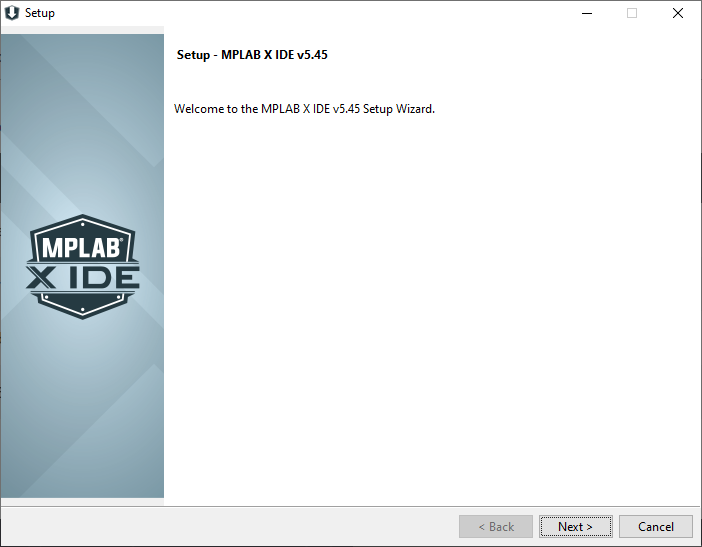 Setup
Setup - MPLAB X IDE v5.45
Welcome to the MPLAB X IDE v5.45 Setup Wizard.
MPLAB®
X IDE
< Back
Next >
Cancel